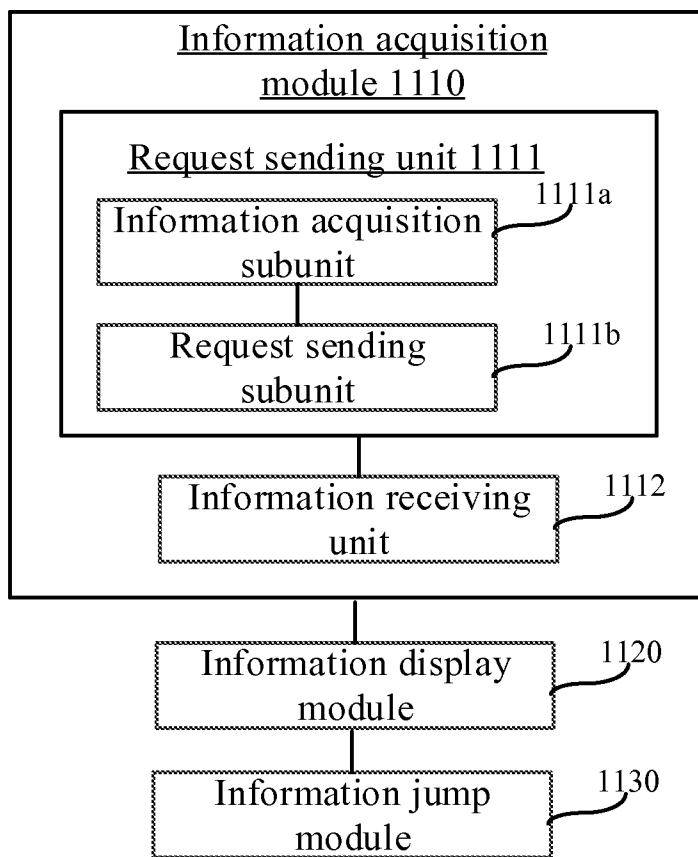 Information acquisition
module 1110
Request sending unit 1111
1111a
Information acquisition
subunit
1111b
Request sending
subunit
1112
Information receiving
unit
1120
Information display
module
1130
Information jump
module